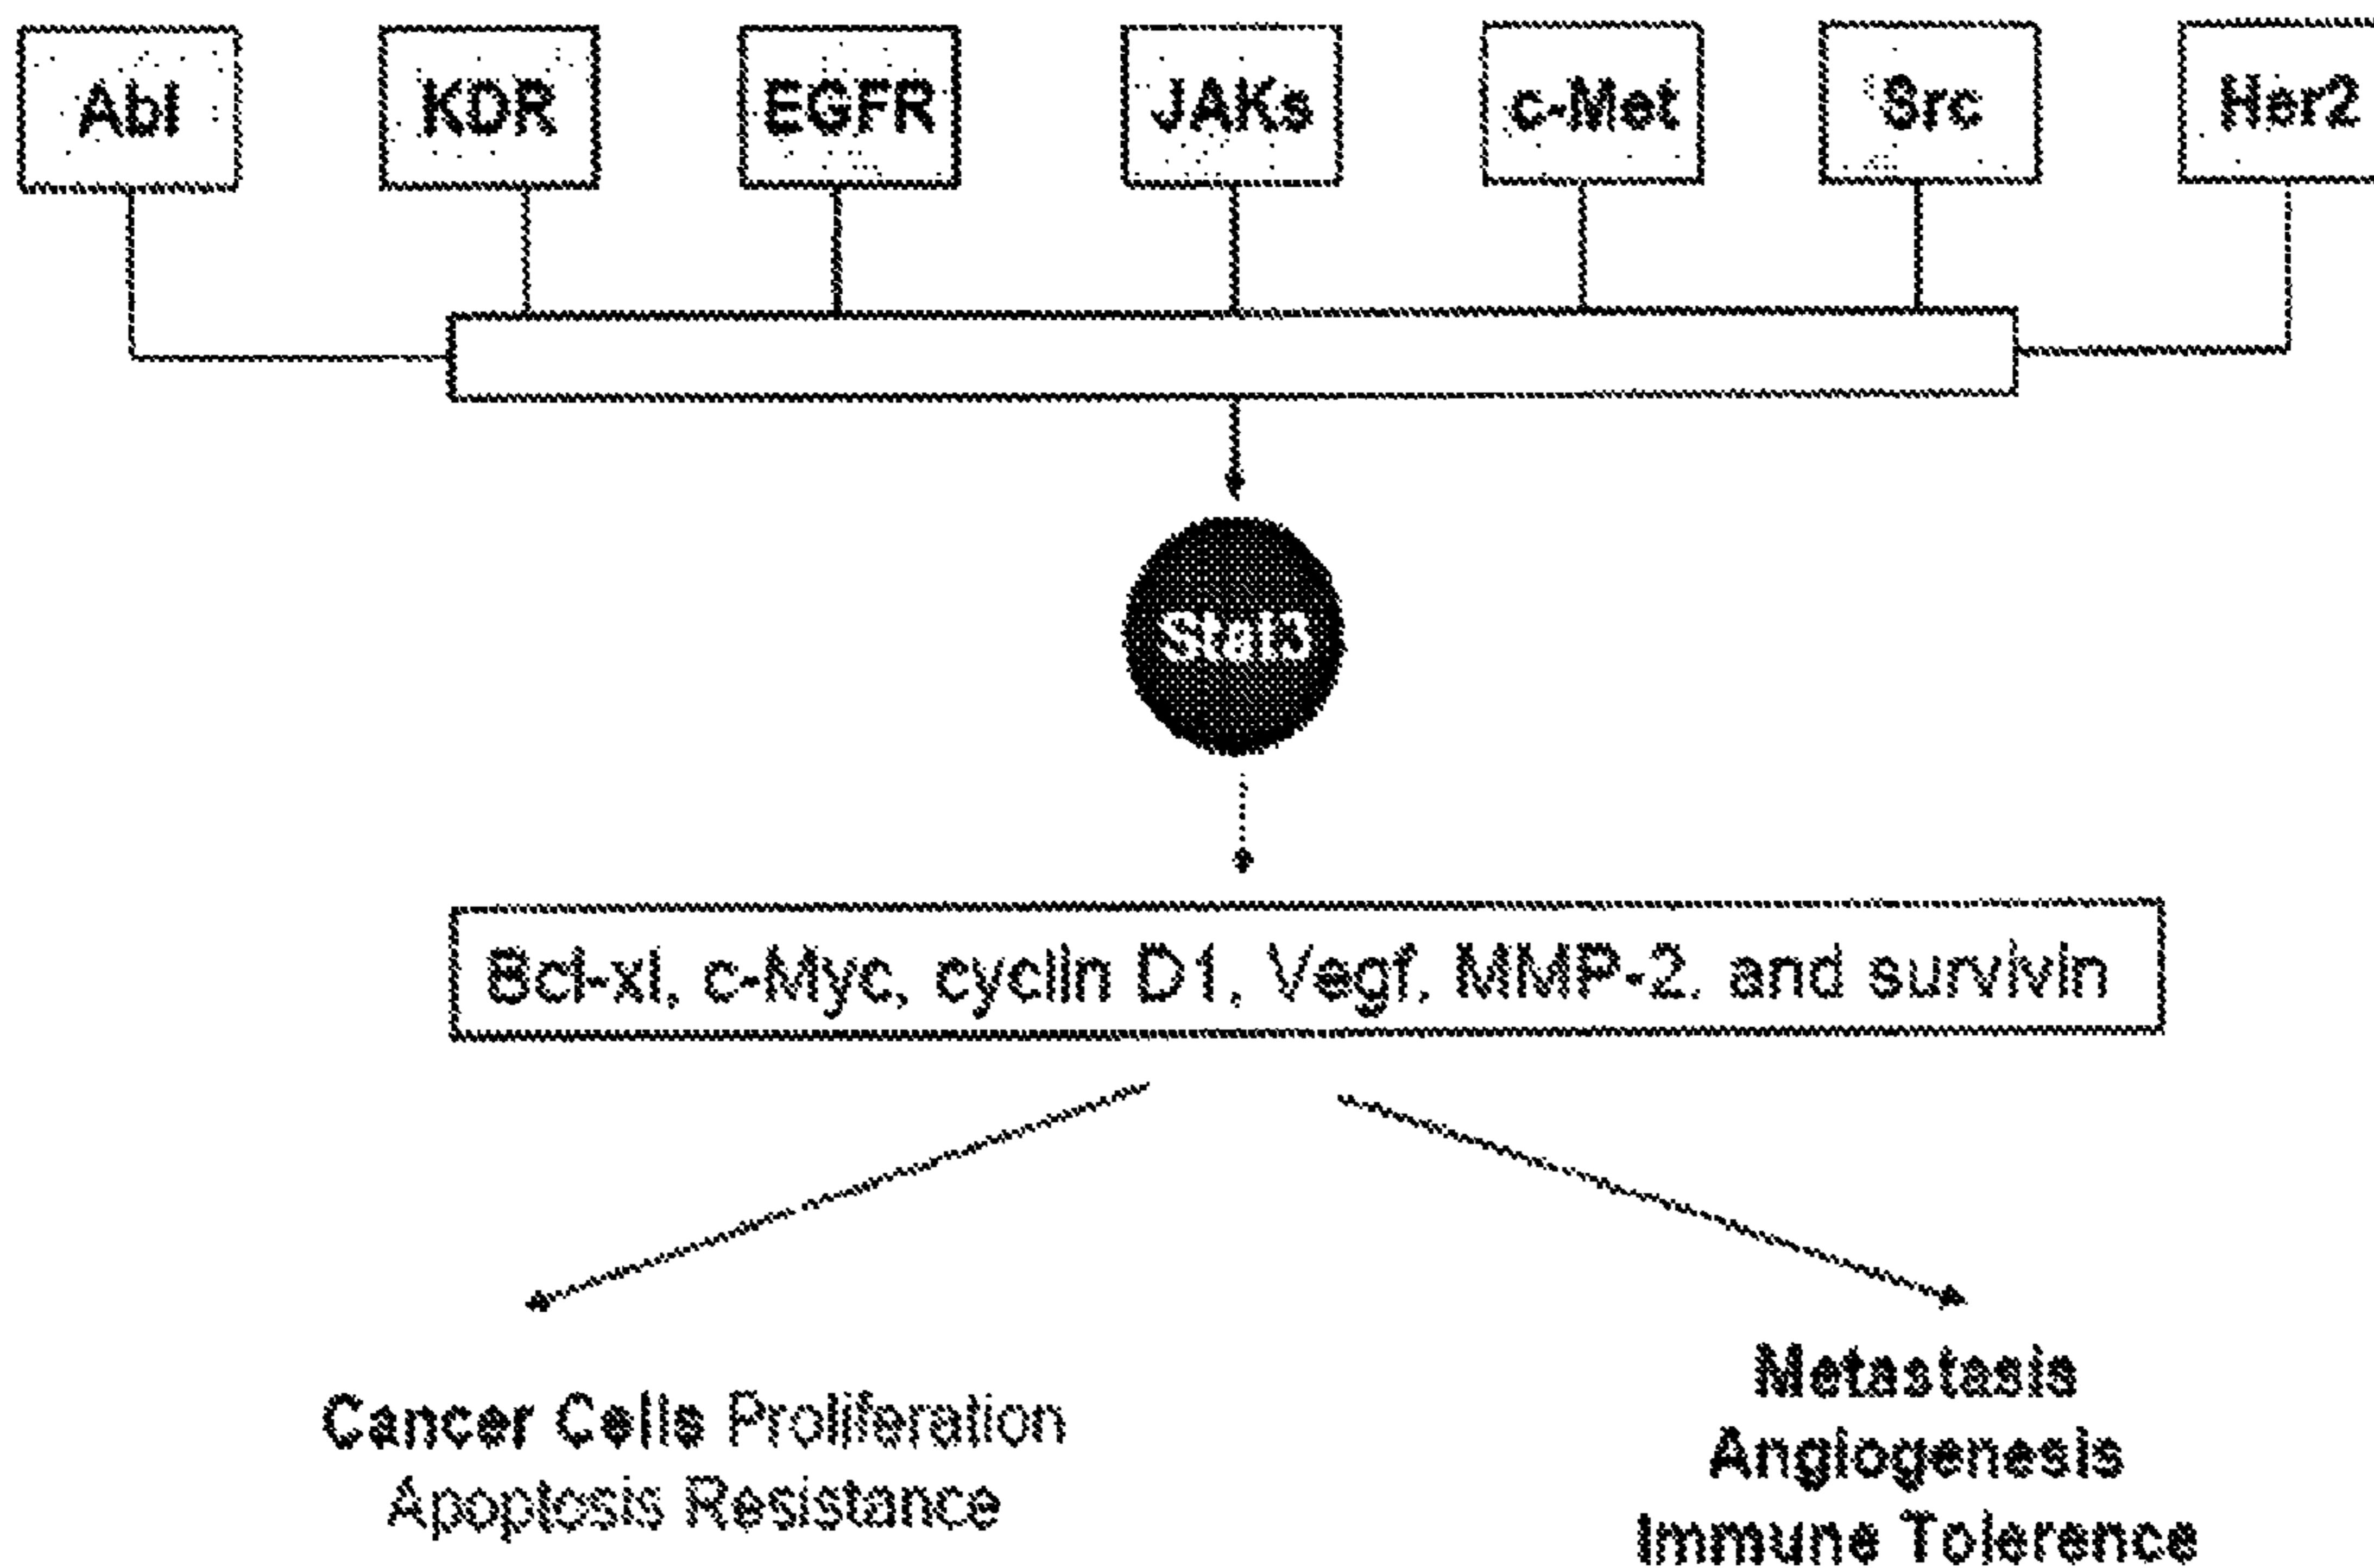 Abl KDR EGFR JAKs c-Met Src Her2
Stat3
Bcl-xl, c-Myc, cyclin D1, Vegf, MMP-2. and survivin
Cancer Cells Proliferation
Apoptosis Resistance
Metastasis
Angiogenesis
Immune Tolerence